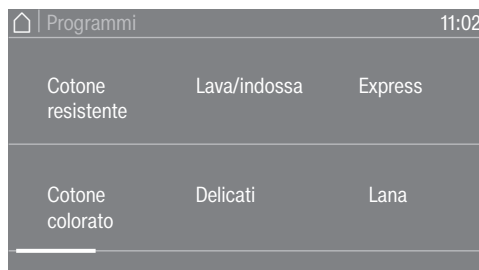 Programmi 11:02
Cotone resistente Lava/indossa Express
Cotone colorato Delicati Lana